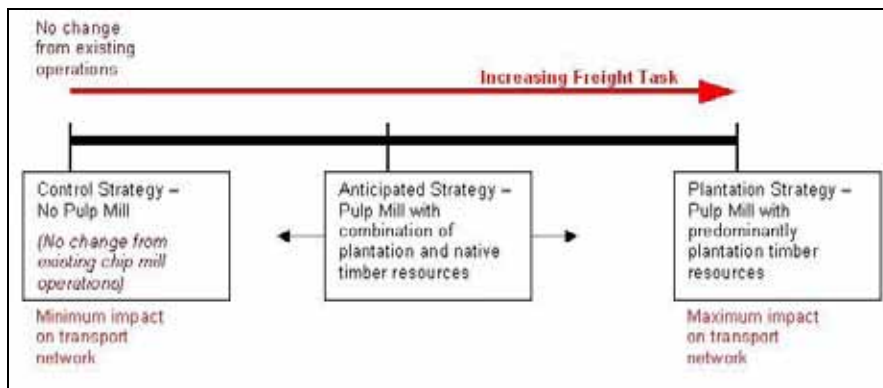 No change
from existing
operations
Increasing Freight Task
Control Strategy –
No Pulp Mill
(No change from
existing chip mill
operations)
Minimum impact
on transport
network
Anticipated Strategy –
Pulp Mill with
combination of
plantation and native
timber resources
Plantation Strategy –
Pulp Mill with
predominantly
plantation timber
resources
Maximum impact
on transport
network